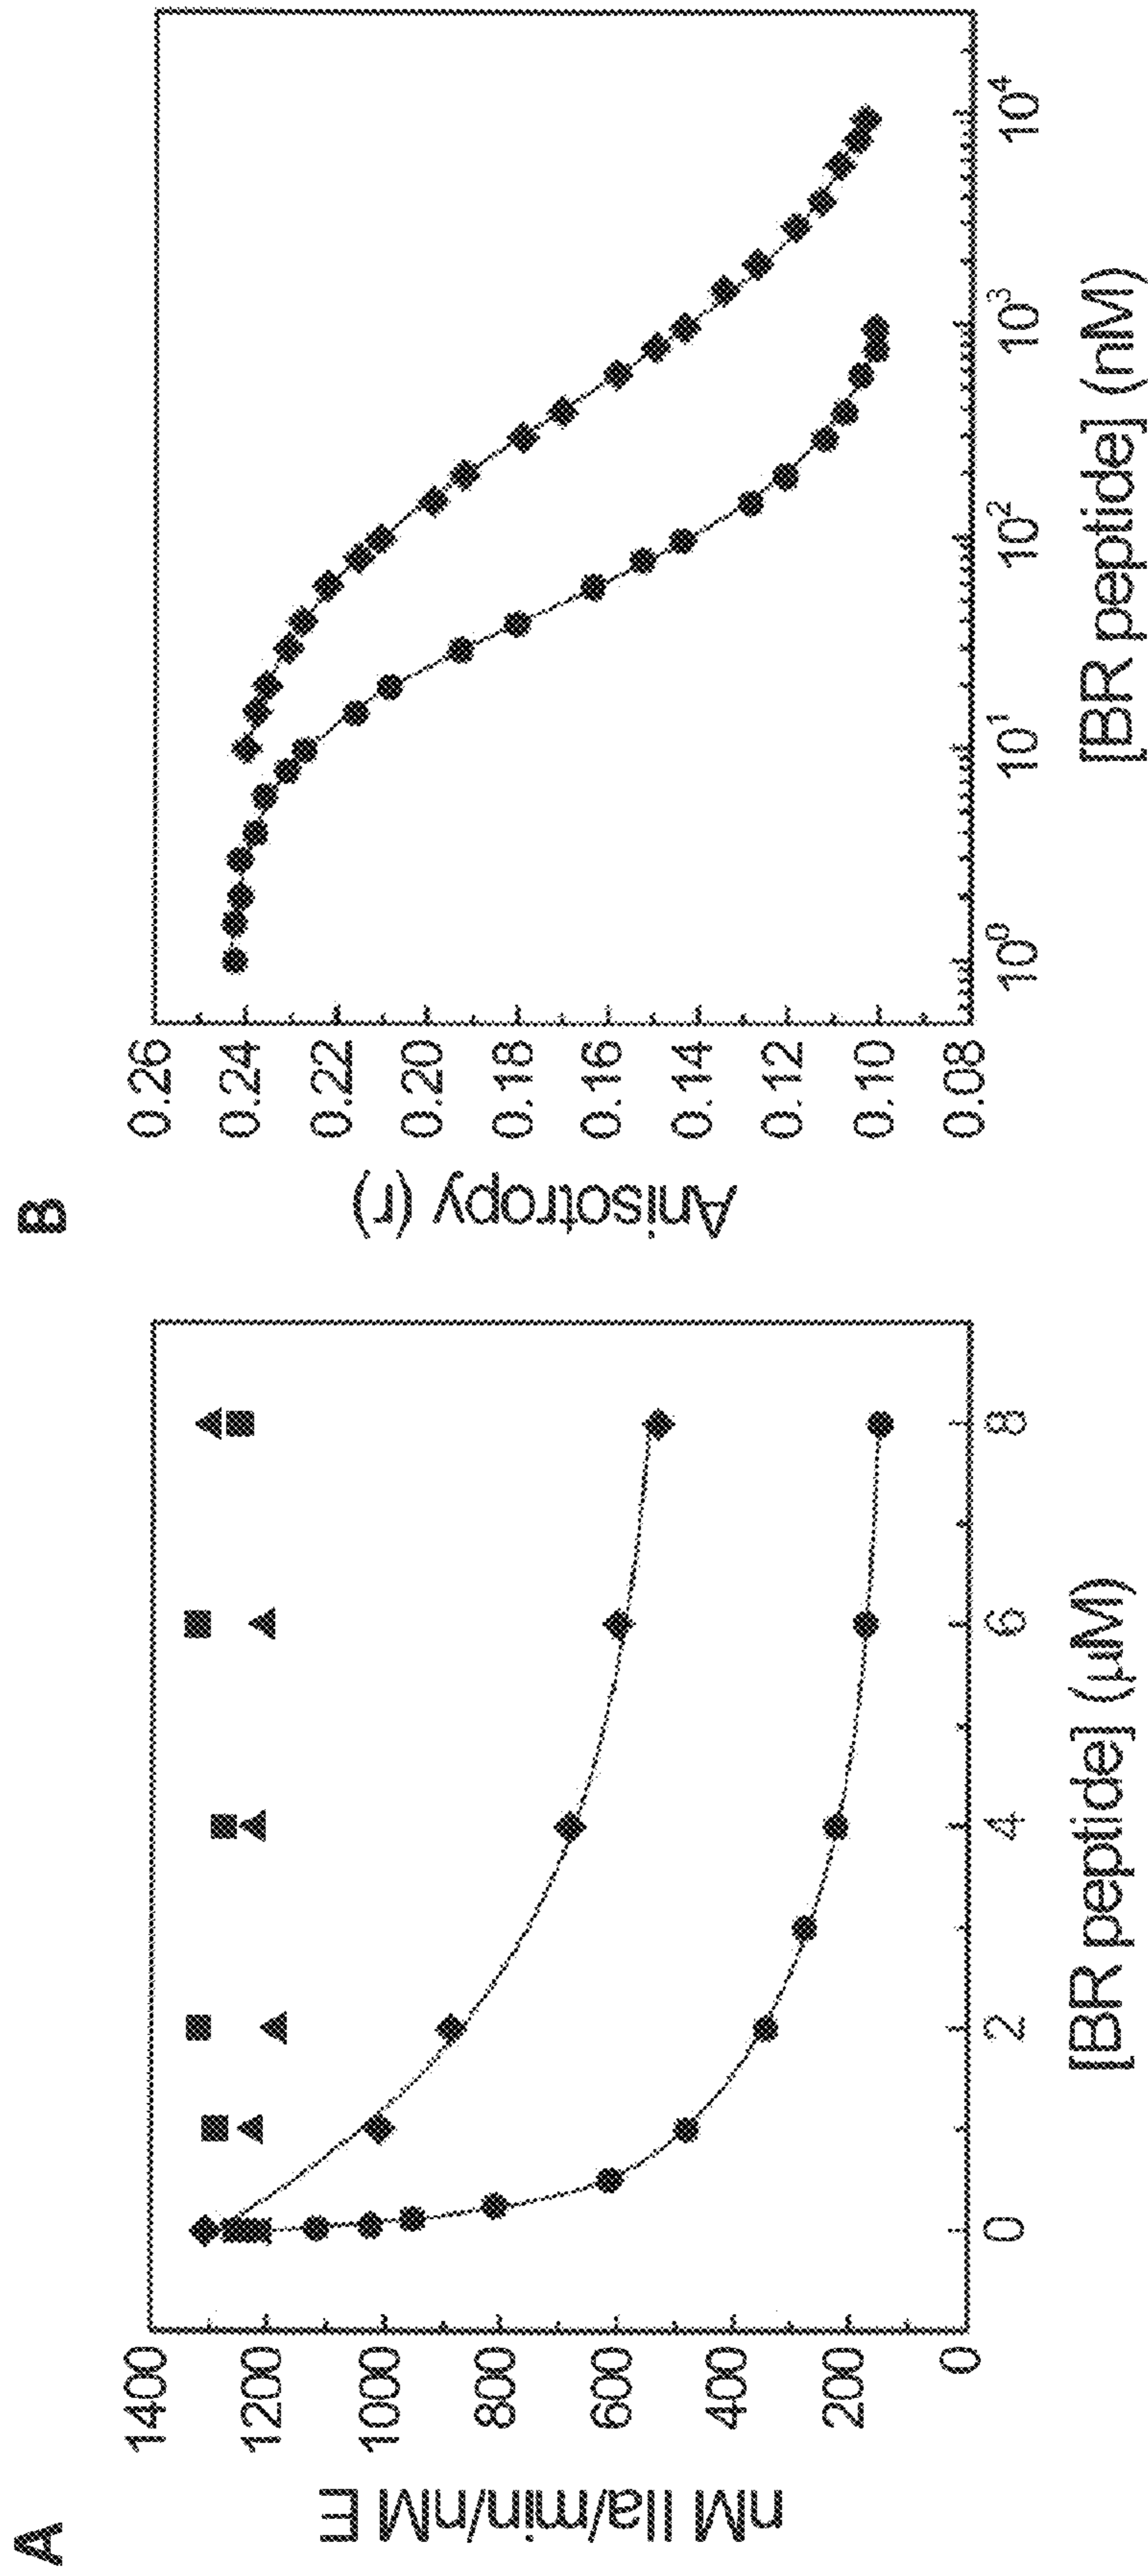 A
nM IIa/min/nM E
1400
1200
1000
800
600
400
200
0
0 2 4 6 8
[BR peptide] (µM)
B
Anisotropy (r)
0.26
0.24
0.22
0.20
0.18
0.16
0.14
0.12
0.10
0.08
10⁰ 10¹ 10² 10³ 10⁴
[BR peptide] (nM)